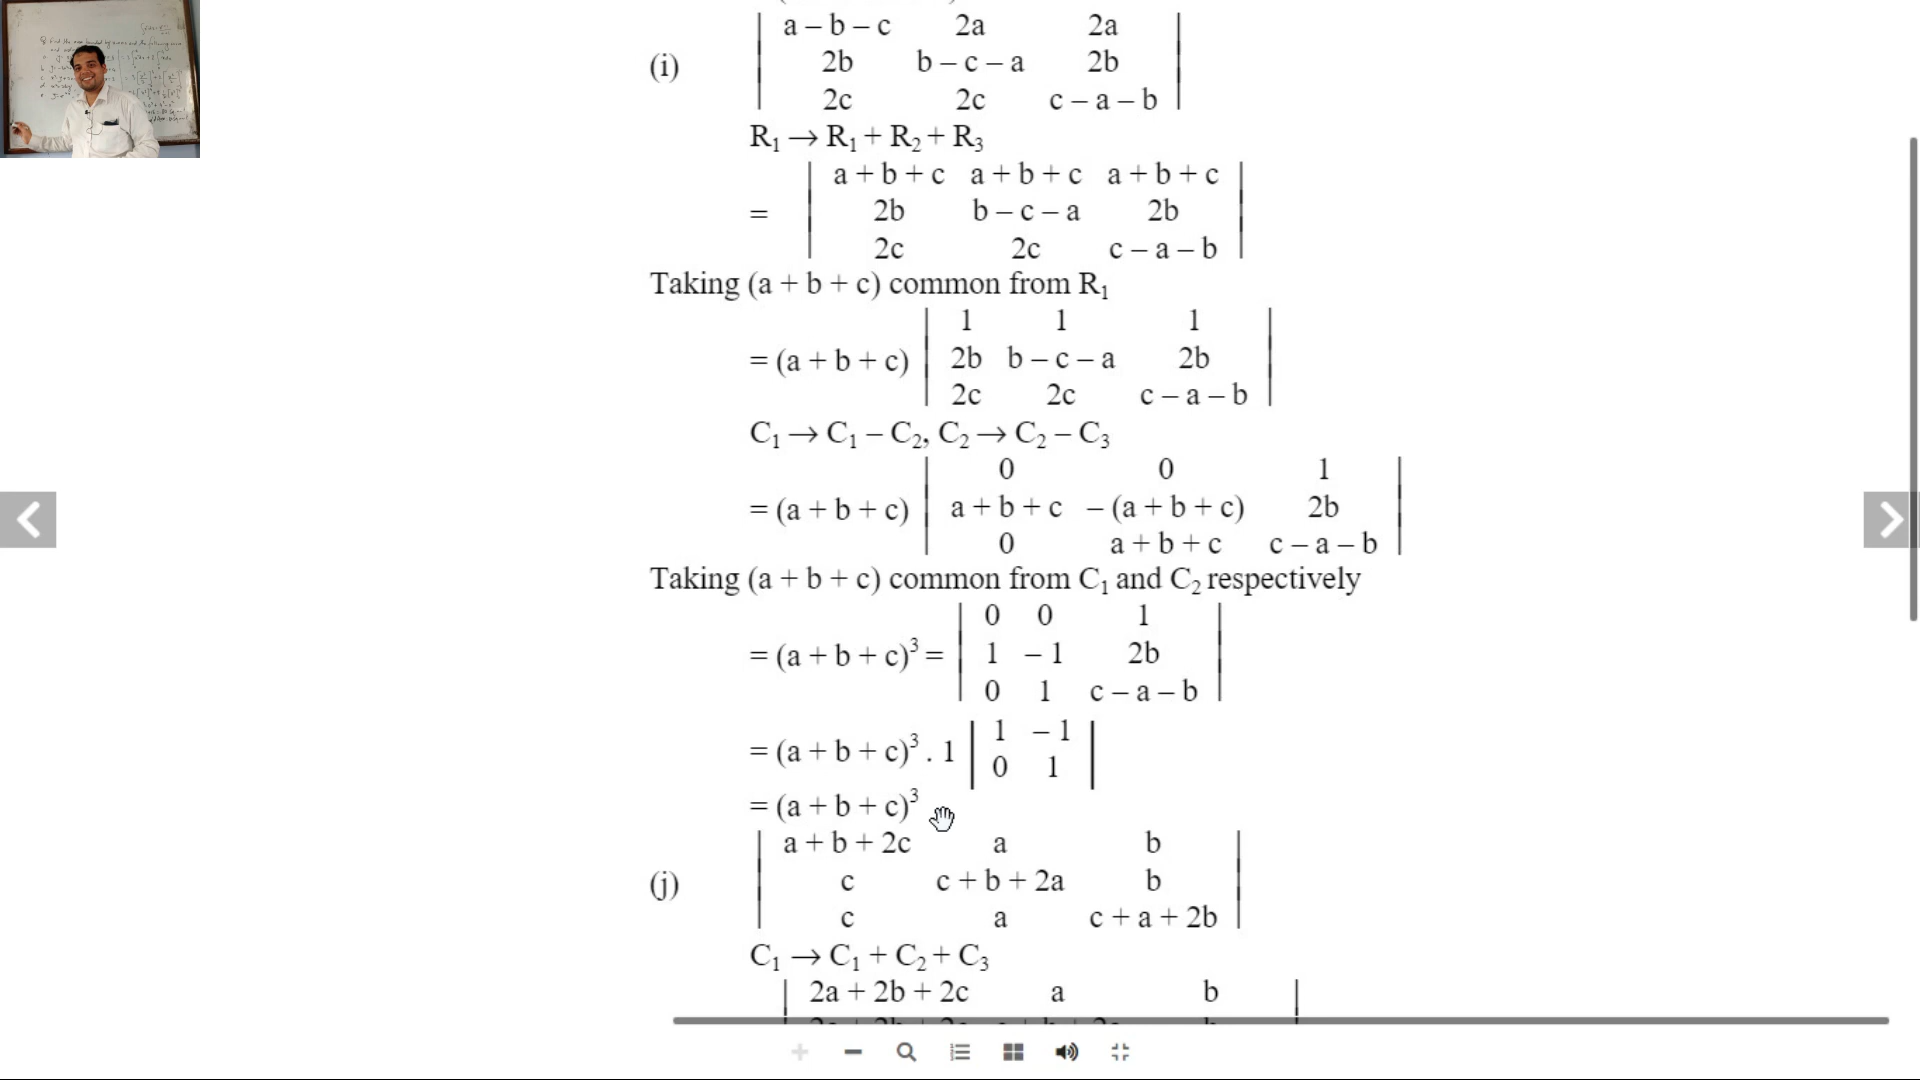 (i)
| a – b – c 2a 2a |
| 2b b – c – a 2b |
| 2c 2c c – a – b |
R₁ → R₁ + R₂ + R₃
= | a + b + c a + b + c a + b + c |
| 2b b – c – a 2b |
| 2c 2c c – a – b |
Taking (a + b + c) common from R₁
= (a + b + c) | 1 1 1 |
| 2b b – c – a 2b |
| 2c 2c c – a – b |
C₁ → C₁ – C₂, C₂ → C₂ – C₃
= (a + b + c) | 0 0 1 |
| a + b + c – (a + b + c) 2b |
| 0 a + b + c c – a – b |
Taking (a + b + c) common from C₁ and C₂ respectively
= (a + b + c)³ = | 0 0 1 |
| 1 – 1 2b |
| 0 1 c – a – b |
= (a + b + c)³ . 1 | 1 – 1 |
| 0 1 |
= (a + b + c)³
(j)
| a + b + 2c a b |
| c c + b + 2a b |
| c a c + a + 2b |
C₁ → C₁ + C₂ + C₃
| 2a + 2b + 2c a b |